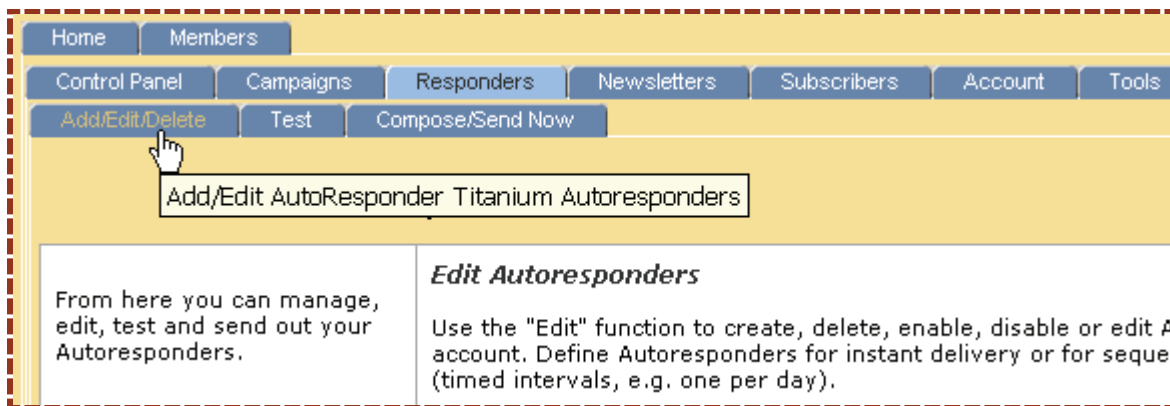 Home Members
Control Panel Campaigns Responders Newsletters Subscribers Account Tools
Add/Edit/Delete Test Compose/Send Now
Add/Edit AutoResponder Titanium Autoresponders
From here you can manage,
edit, test and send out your
Autoresponders.
Edit Autoresponders
Use the "Edit" function to create, delete, enable, disable or edit
account. Define Autoresponders for instant delivery or for seque
(timed intervals, e.g. one per day).